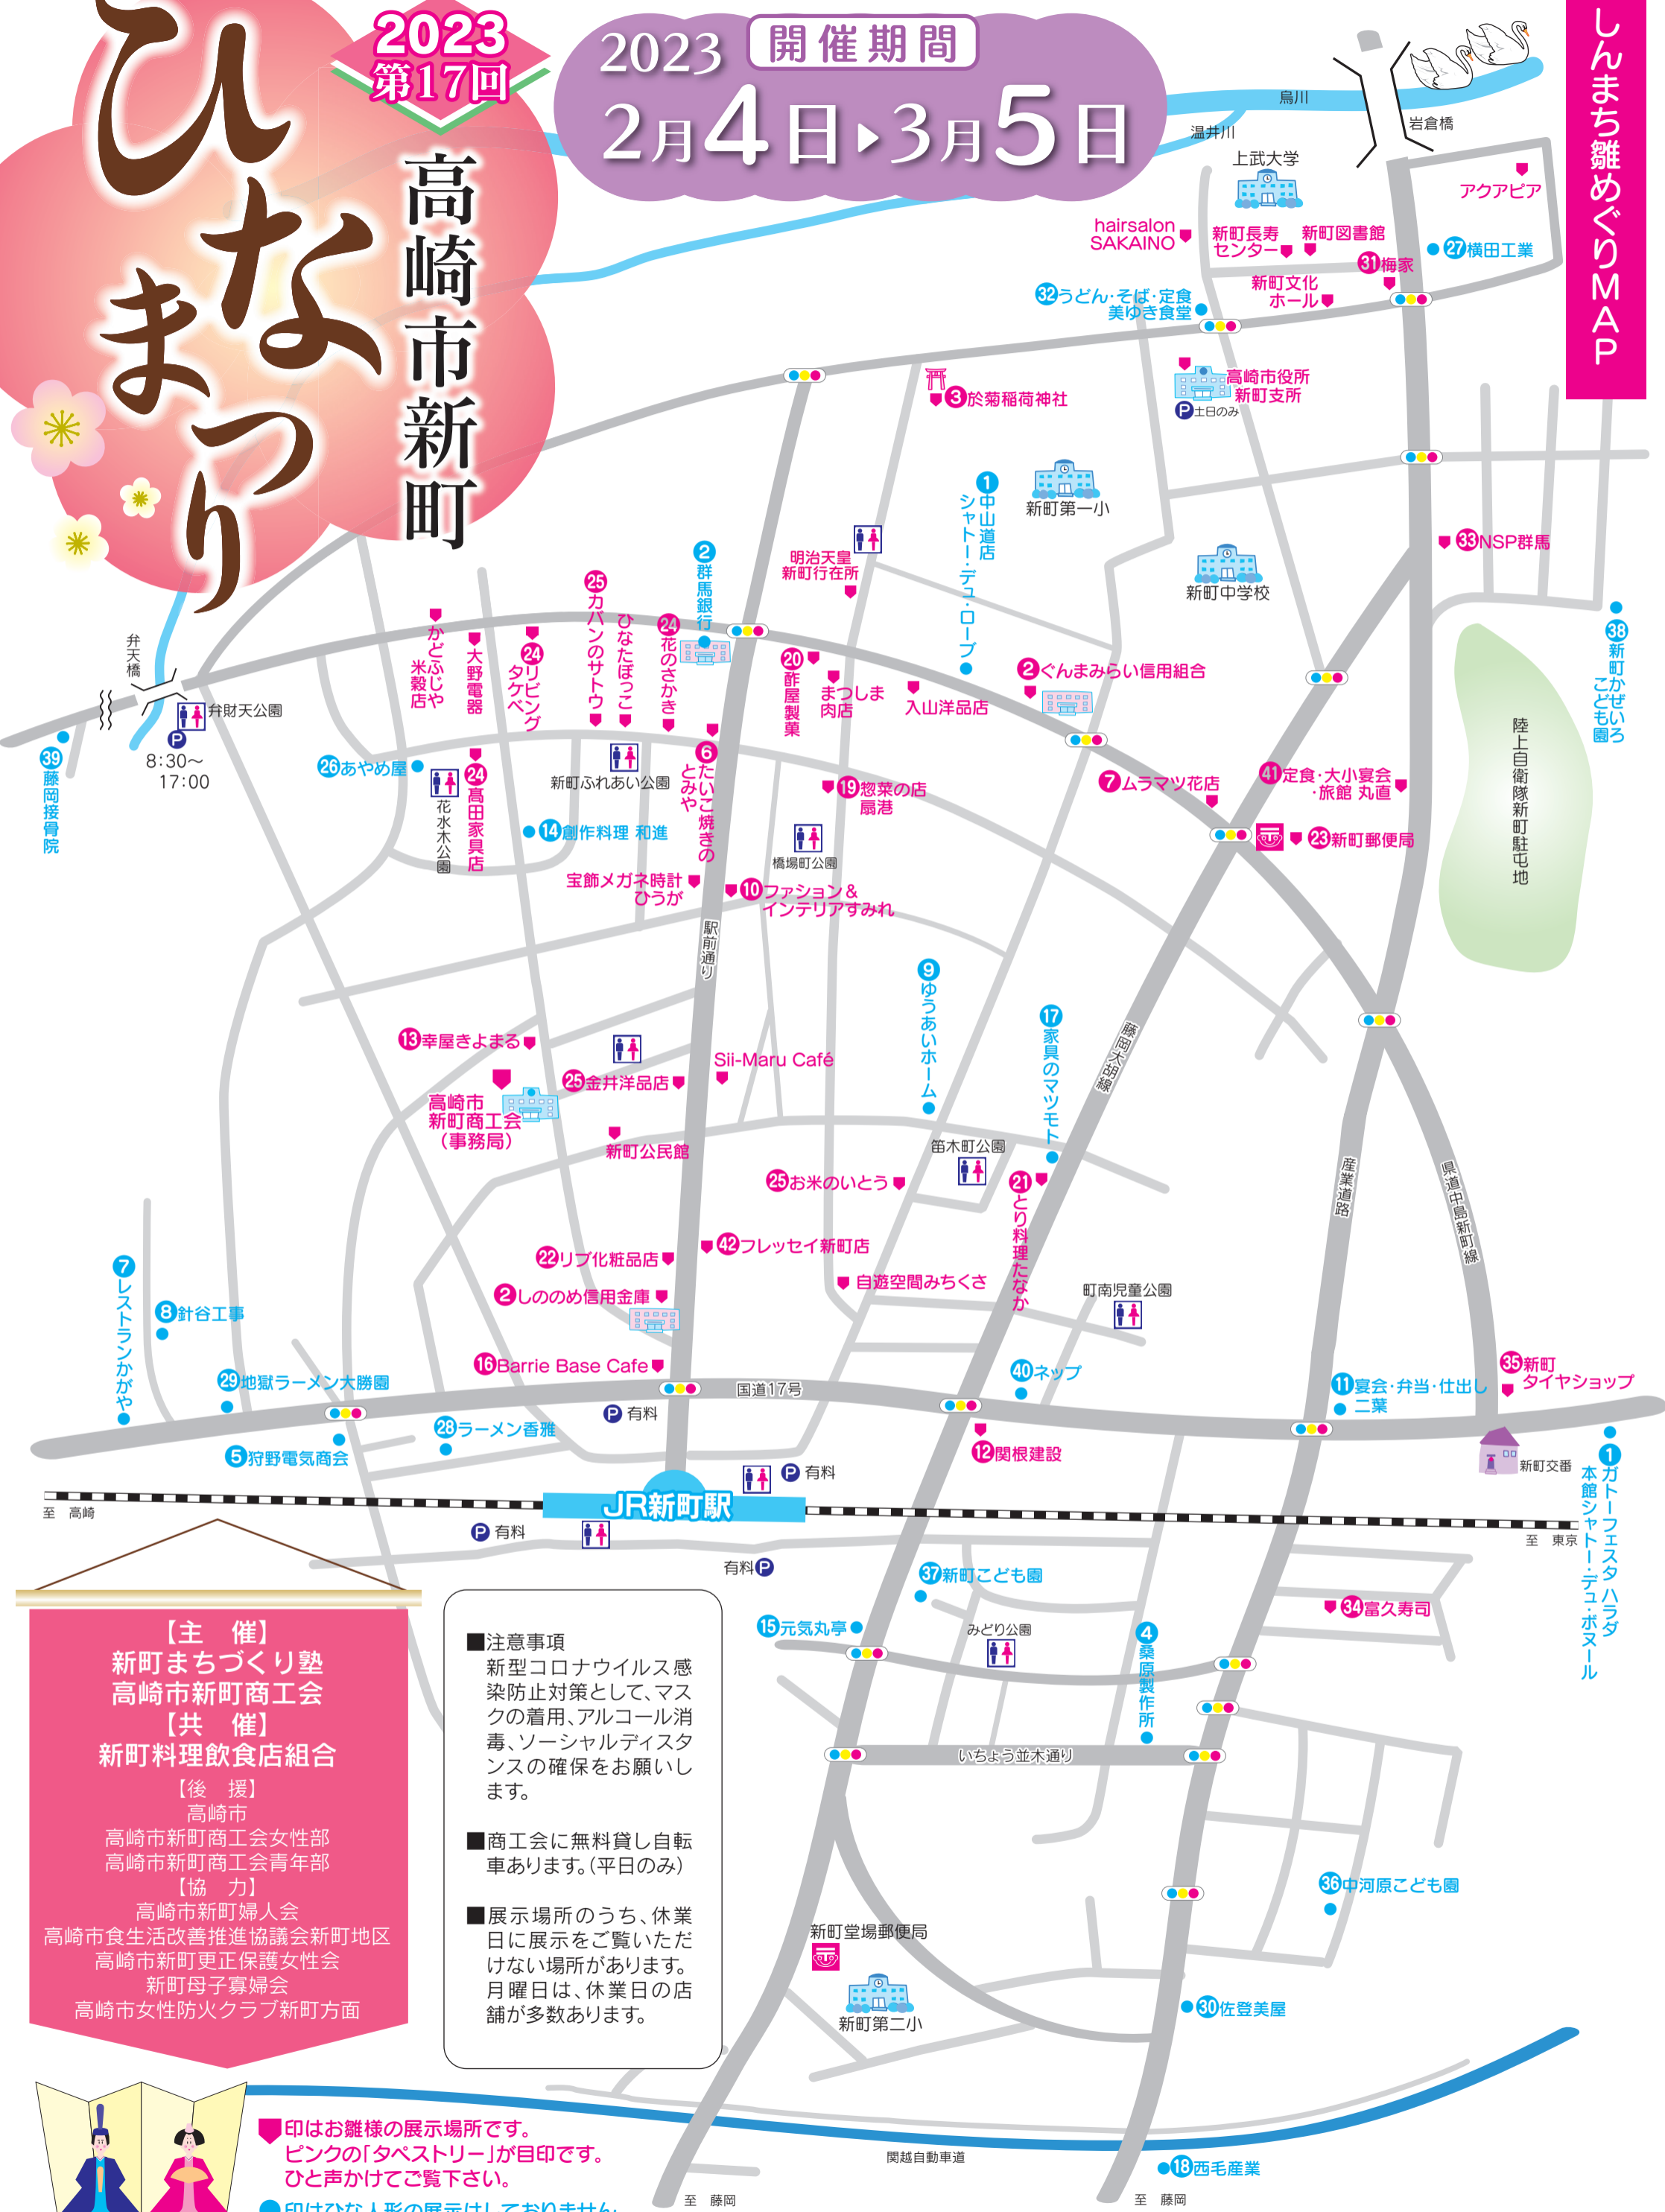 ひなまつり
2023
第17回
高崎市新町
2023 開催期間
2月4日▶3月5日
しんまち雛めぐりMAP
烏川
温井川
岩倉橋
上武大学
アクアピア
hairsalon
SAKAINO
新町長寿
センター
新町図書館
㉗横田工業
㉛梅家
新町文化
ホール
㉜うどん・そば・定食
美ゆき食堂
高崎市役所
新町支所
P土日のみ
③於菊稲荷神社
①中山道店
シャトー・デュ・ローブ
新町第一小
新町中学校
㉝NSP群馬
㊳新町かぜいろ
こども園
陸上自衛隊新町駐屯地
明治天皇
新町行在所
②群馬銀行
㉕カバンのサトウ
ひなたぼっこ
㉔花のさかき
かどふじや
米穀店
大野電器
㉔リビング
タケベ
弁天橋
弁財天公園
P
8:30〜
17:00
㊴藤岡接骨院
㉖あやめ屋
花水木公園
㉔髙田家具店
新町ふれあい公園
⑭創作料理 和進
⑥たいこ焼きの
とみや
⑳酢屋製菓
まつしま
肉店
入山洋品店
②ぐんまみらい信用組合
⑲惣菜の店
扇港
橋場町公園
⑦ムラマツ花店
㊶定食・大小宴会
・旅館 丸直
㉓新町郵便局
宝飾メガネ時計
ひうが
⑩ファション&
インテリアすみれ
駅前通り
⑨ゆうあいホーム
⑰家具のマツモト
藤岡大胡線
⑬幸屋きよまる
Sii-Maru Café
㉕金井洋品店
高崎市
新町商工会
（事務局）
新町公民館
笛木町公園
㉕お米のいとう
㉑とり料理たなか
産業道路
県道中島新町線
㊷フレッセイ新町店
㉒リブ化粧品店
自遊空間みちくさ
②しののめ信用金庫
町南児童公園
⑦レストランかがや
⑧針谷工事
⑯Barrie Base Cafe
㉙地獄ラーメン大勝園
国道17号
㊵ネップ
⑪宴会・弁当・仕出し
二葉
㉟新町
タイヤショップ
P 有料
㉘ラーメン香雅
⑤狩野電気商会
⑫関根建設
新町交番
①ガトーフェスタ ハラダ
本館シャトー・デュ・ボヌール
P 有料
JR新町駅
至　高崎
至　東京
P 有料
有料P
㊲新町こども園
⑮元気丸亭
みどり公園
④桑原製作所
㉞富久寿司
いちょう並木通り
㊱中河原こども園
新町堂場郵便局
新町第二小
㉚佐登美屋
関越自動車道
⑱西毛産業
至　藤岡
至　藤岡
【主　催】
新町まちづくり塾
高崎市新町商工会
【共　催】
新町料理飲食店組合
【後　援】
高崎市
高崎市新町商工会女性部
高崎市新町商工会青年部
【協　力】
高崎市新町婦人会
高崎市食生活改善推進協議会新町地区
高崎市新町更正保護女性会
新町母子寡婦会
高崎市女性防火クラブ新町方面
■注意事項
新型コロナウイルス感
染防止対策として、マス
クの着用、アルコール消
毒、ソーシャルディスタ
ンスの確保をお願いし
ます。
■商工会に無料貸し自転
車あります。（平日のみ）
■展示場所のうち、休業
日に展示をご覧いただ
けない場所があります。
月曜日は、休業日の店
舗が多数あります。
印はお雛様の展示場所です。
ピンクの「タペストリー」が目印です。
ひと声かけてご覧下さい。
●印はひな人形の展示はしておりません